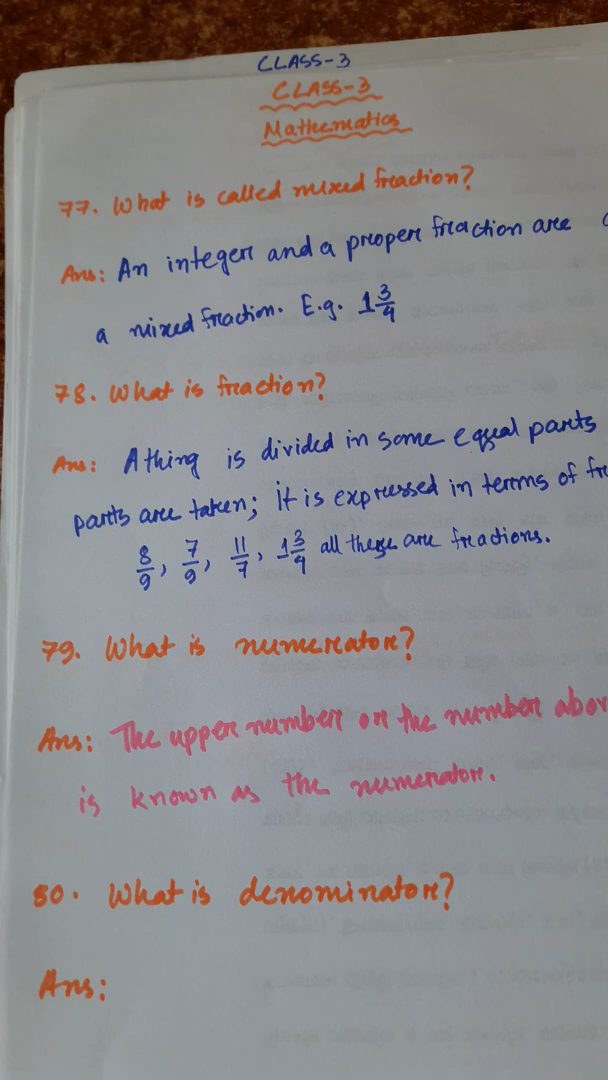 CLASS-3
CLASS-3
Mathematics
77. What is called mixed fraction?
Ans: An integer and a proper fraction are
a mixed fraction. E.g. 1 3/4
78. What is fraction?
Ans: A thing is divided in some equal parts
parts are taken; it is expressed in terms of fr
8/9, 7/9, 11/7, 1 3/4 all these are fractions.
79. What is numerator?
Ans: The upper number or the number abov
is known as the numerator.
80. What is denominator?
Ans: